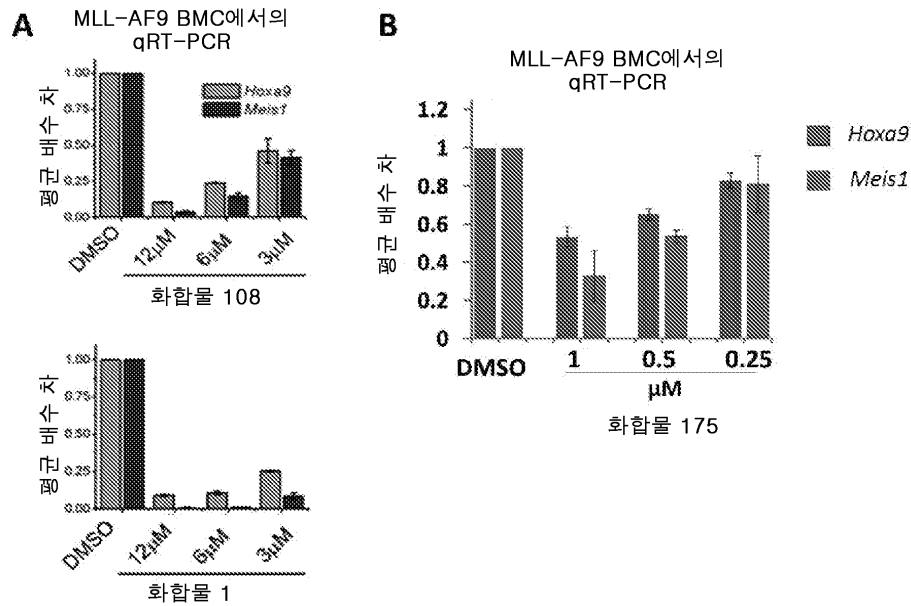 A
MLL-AF9 BMC에서의
qRT-PCR
평균 배수 차
1.00
0.75
0.50
0.25
0.00
Hoxa9
Meis1
DMSO
12μM
6μM
3μM
화합물 108
평균 배수 차
1.00
0.75
0.50
0.25
0.00
DMSO
12μM
6μM
3μM
화합물 1
B
MLL-AF9 BMC에서의
qRT-PCR
평균 배수 차
1.2
1
0.8
0.6
0.4
0.2
0
Hoxa9
Meis1
DMSO
1
0.5
0.25
μM
화합물 175